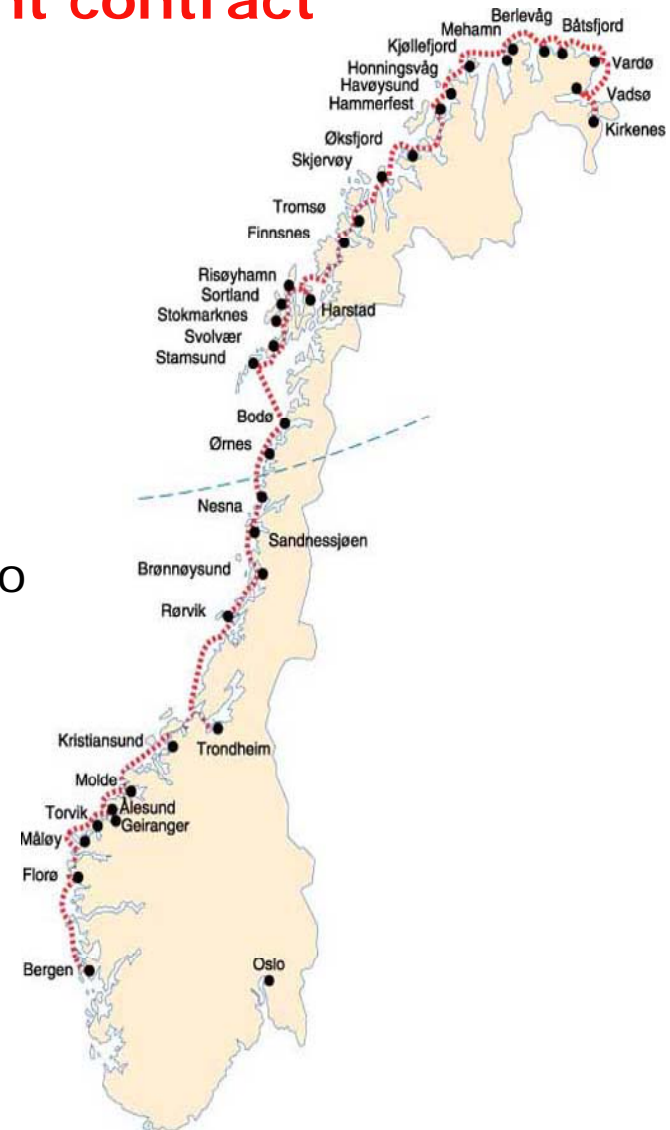 nt contract
Berlevåg
Mehamn
Båtsfjord
Kjøllefjord
Vardø
Honningsvåg
Havøysund
Vadsø
Hammerfest
Kirkenes
Øksfjord
Skjervøy
Tromsø
Finnsnes
Risøyhamn
Sortland
Harstad
Stokmarknes
Svolvær
Stamsund
Bodø
Ørnes
Nesna
Sandnessjøen
Brønnøysund
o
Rørvik
Kristiansund
Trondheim
Molde
Ålesund
Torvik
Geiranger
Måløy
Florø
Bergen
Oslo